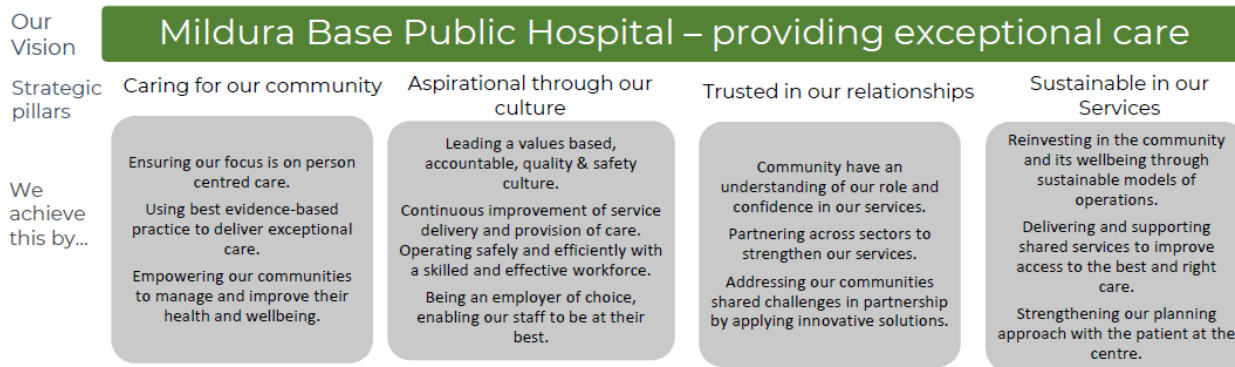 Our
Vision
Mildura Base Public Hospital – providing exceptional care
Strategic
pillars
Caring for our community
Aspirational through our
culture
Trusted in our relationships
Sustainable in our
Services
We
achieve
this by...
Ensuring our focus is on person
centred care.
Using best evidence-based
practice to deliver exceptional
care.
Empowering our communities
to manage and improve their
health and wellbeing.
Leading a values based,
accountable, quality & safety
culture.
Continuous improvement of service
delivery and provision of care.
Operating safely and efficiently with
a skilled and effective workforce.
Being an employer of choice,
enabling our staff to be at their
best.
Community have an
understanding of our role and
confidence in our services.
Partnering across sectors to
strengthen our services.
Addressing our communities
shared challenges in partnership
by applying innovative solutions.
Reinvesting in the community
and its wellbeing through
sustainable models of
operations.
Delivering and supporting
shared services to improve
access to the best and right
care.
Strengthening our planning
approach with the patient at the
centre.